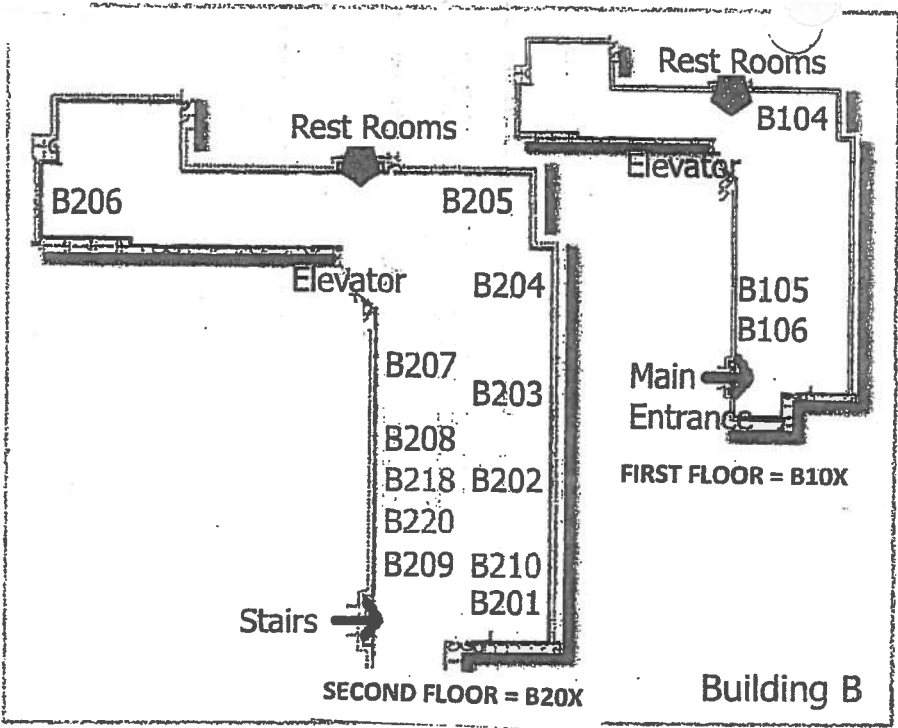 Rest Rooms
B206
B205
Elevator
B204
B207
B203
B208
B218 B202
B220
B209 B210
B201
Stairs
SECOND FLOOR = B20X
Rest Rooms
B104
Elevator
B105
B106
Main
Entrance
FIRST FLOOR = B10X
Building B